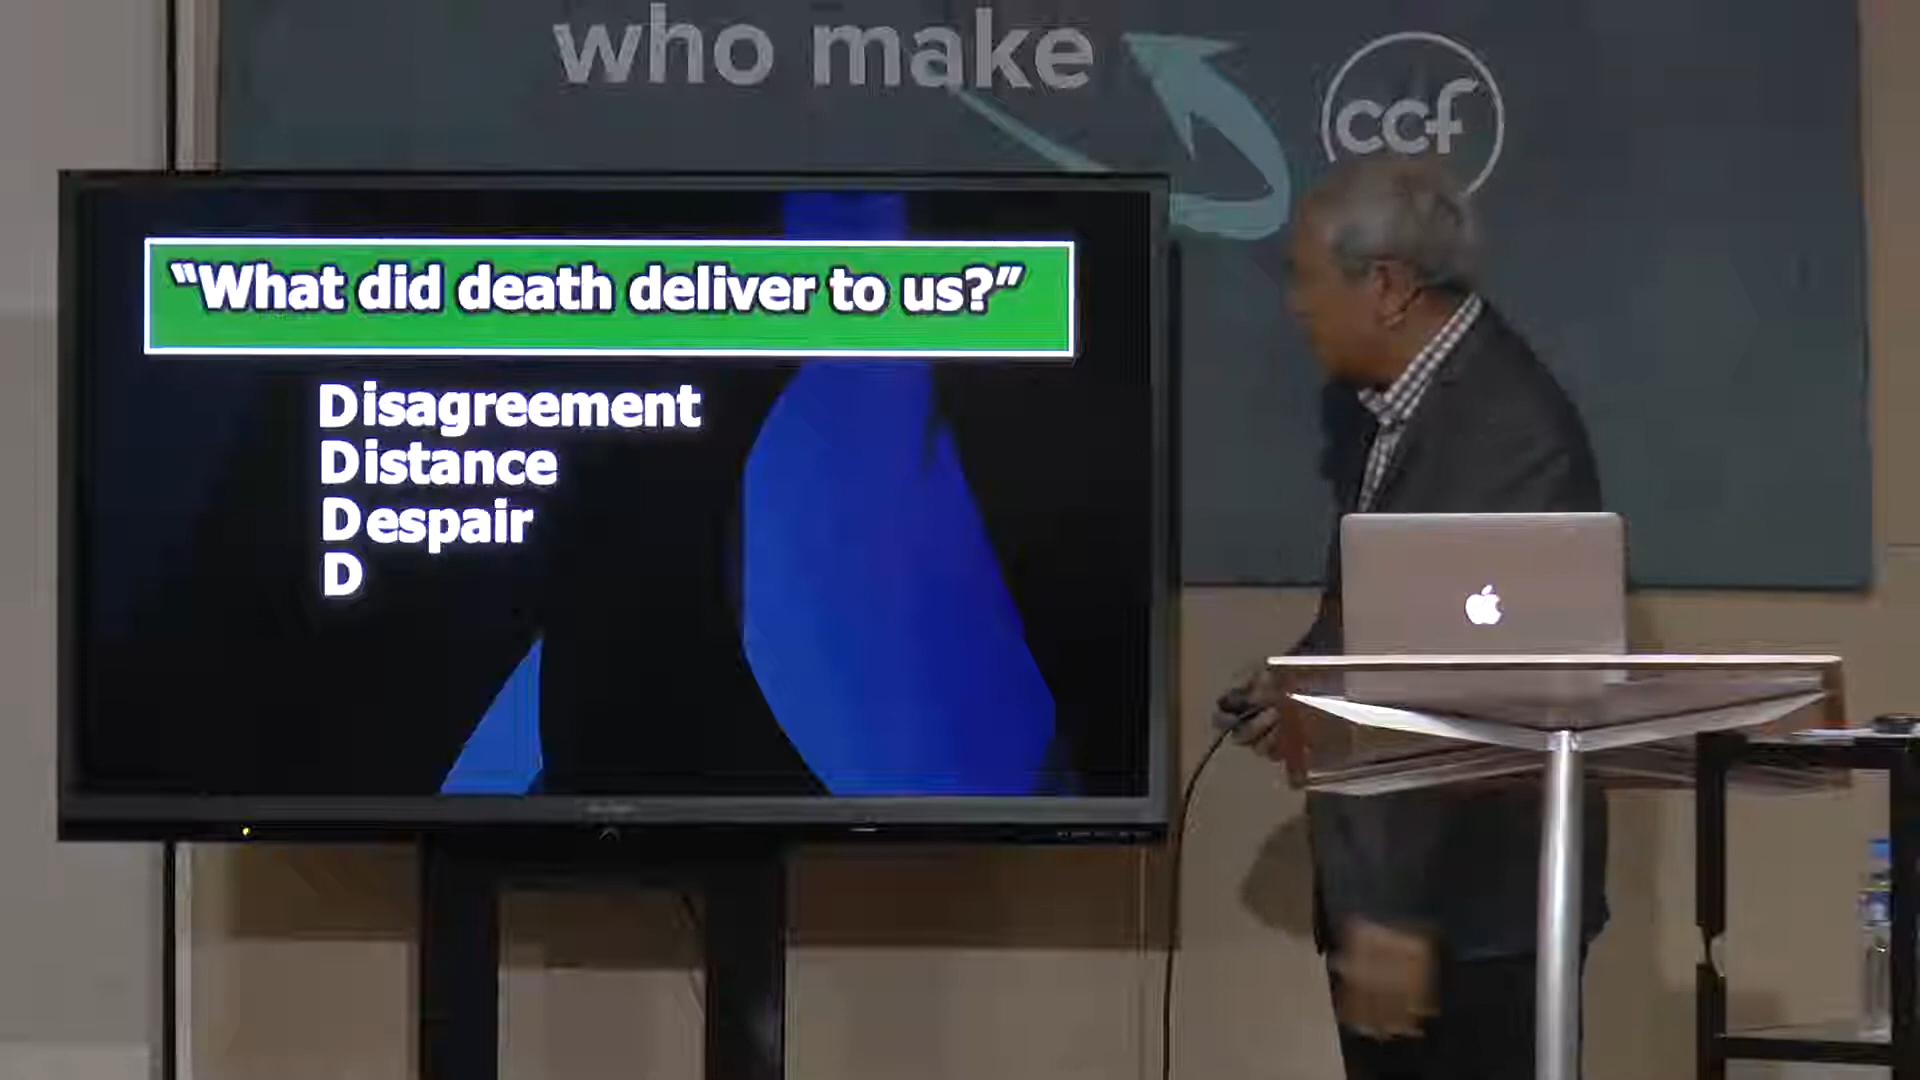 who make
ccf
“What did death deliver to us?”
Disagreement
Distance
Despair
D